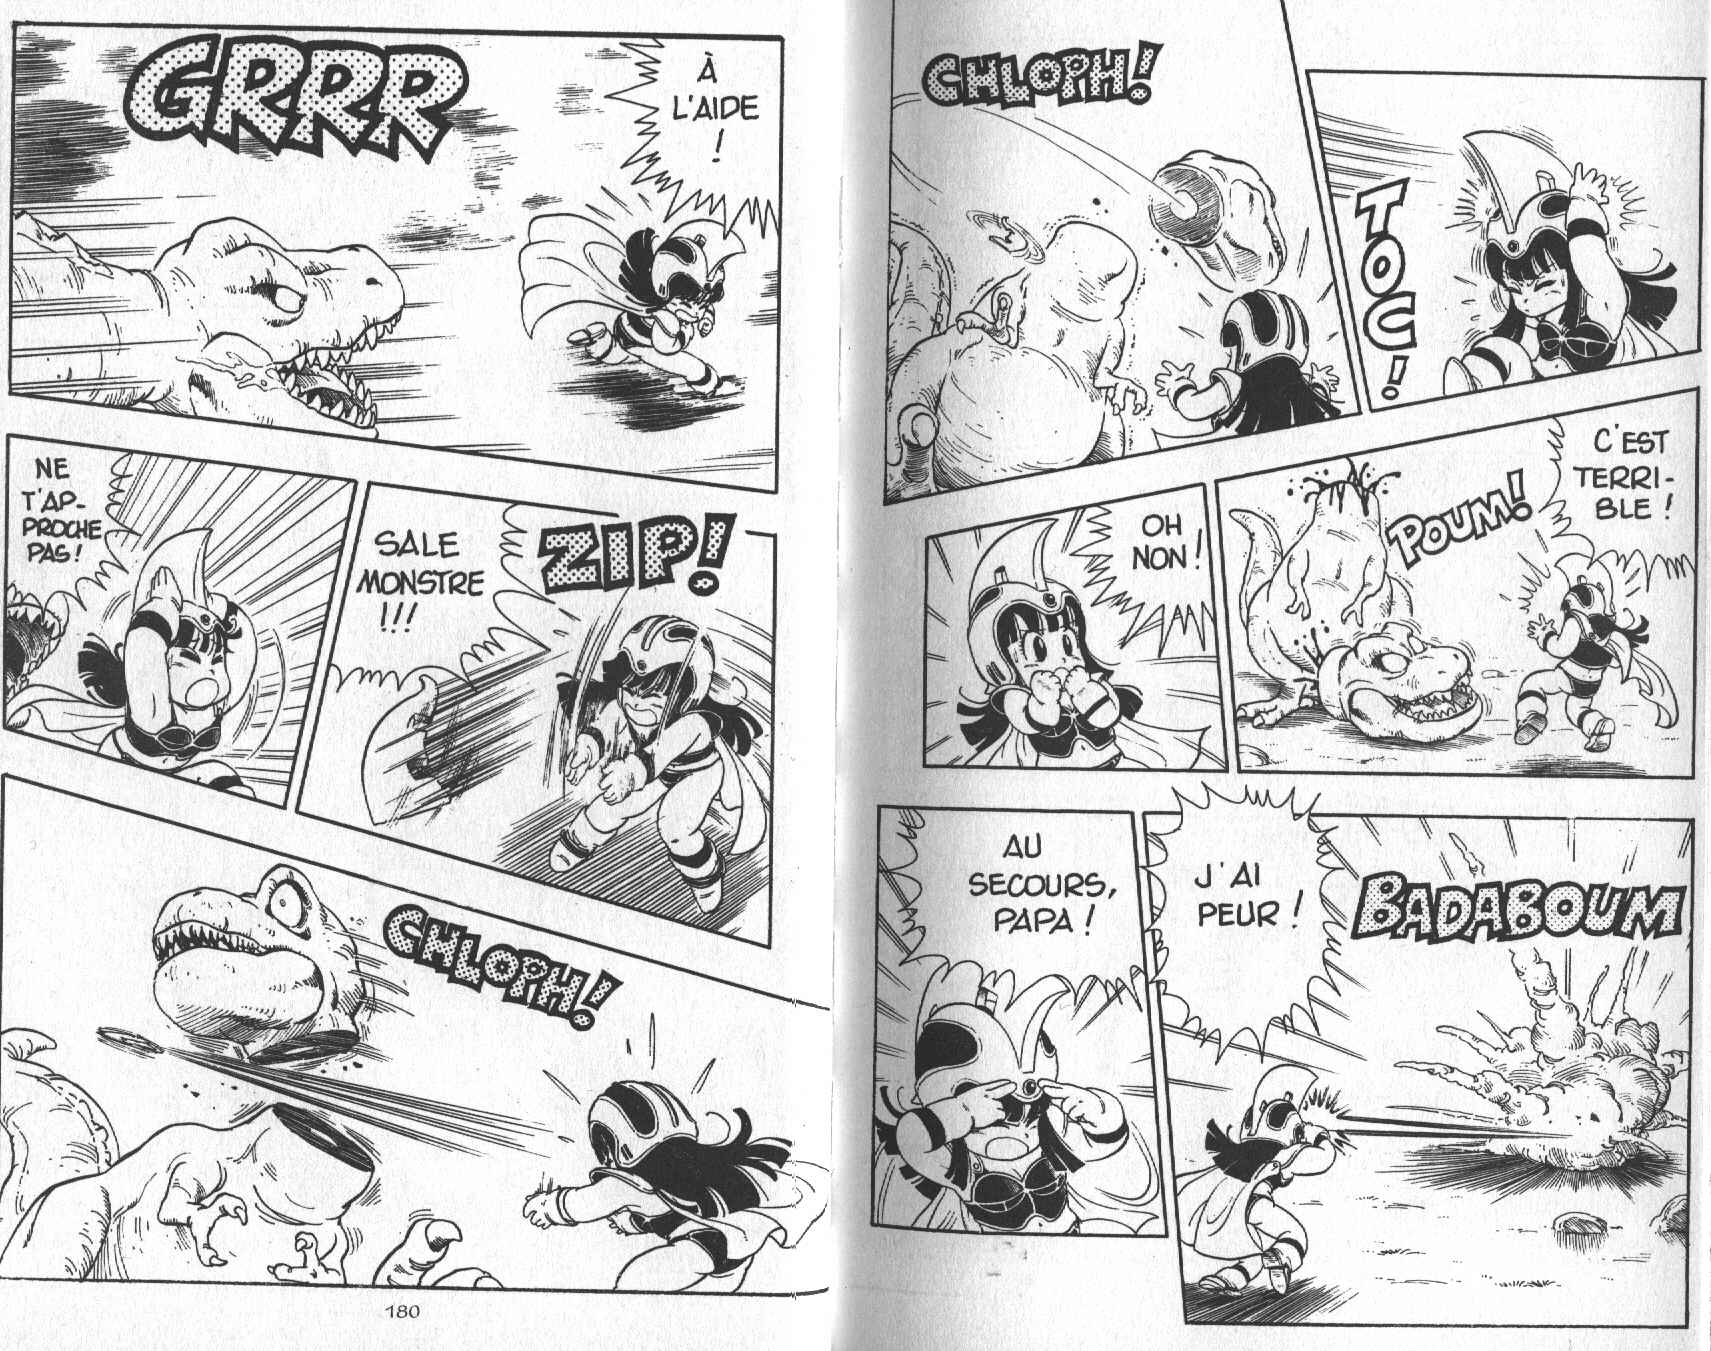 GRRR
À
L'AIDE
!
NE
T'AP-
PROCHE
PAS!
SALE
MONSTRE
!!!
ZIP!
CHLOPH!
180
CHLOPH!
TOC!
OH
NON!
POUM!
C'EST
TERRI-
BLE!
AU
SECOURS,
PAPA!
J'AI
PEUR!
BADABOUM